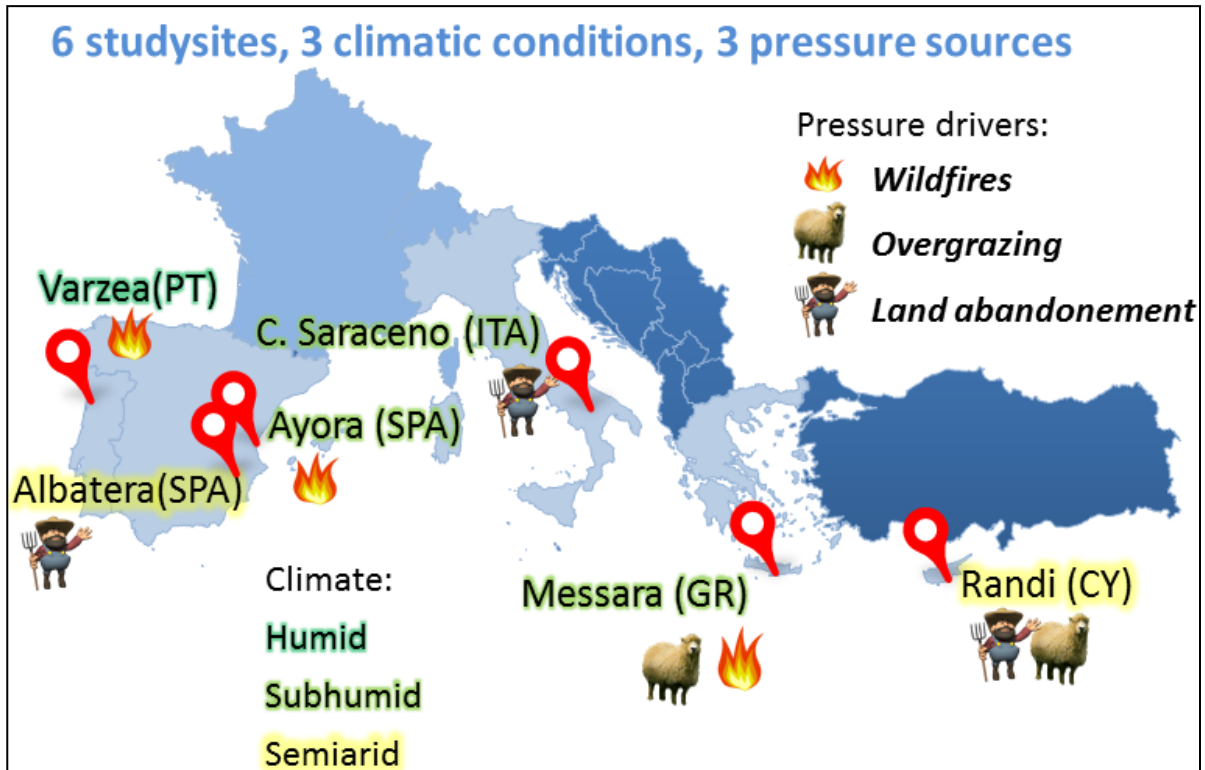 6 studysites, 3 climatic conditions, 3 pressure sources
Pressure drivers:
Wildfires
Overgrazing
Land abandonement
Varzea(PT)
C. Saraceno (ITA)
Ayora (SPA)
Albatera(SPA)
Messara (GR)
Randi (CY)
Climate:
Humid
Subhumid
Semiarid